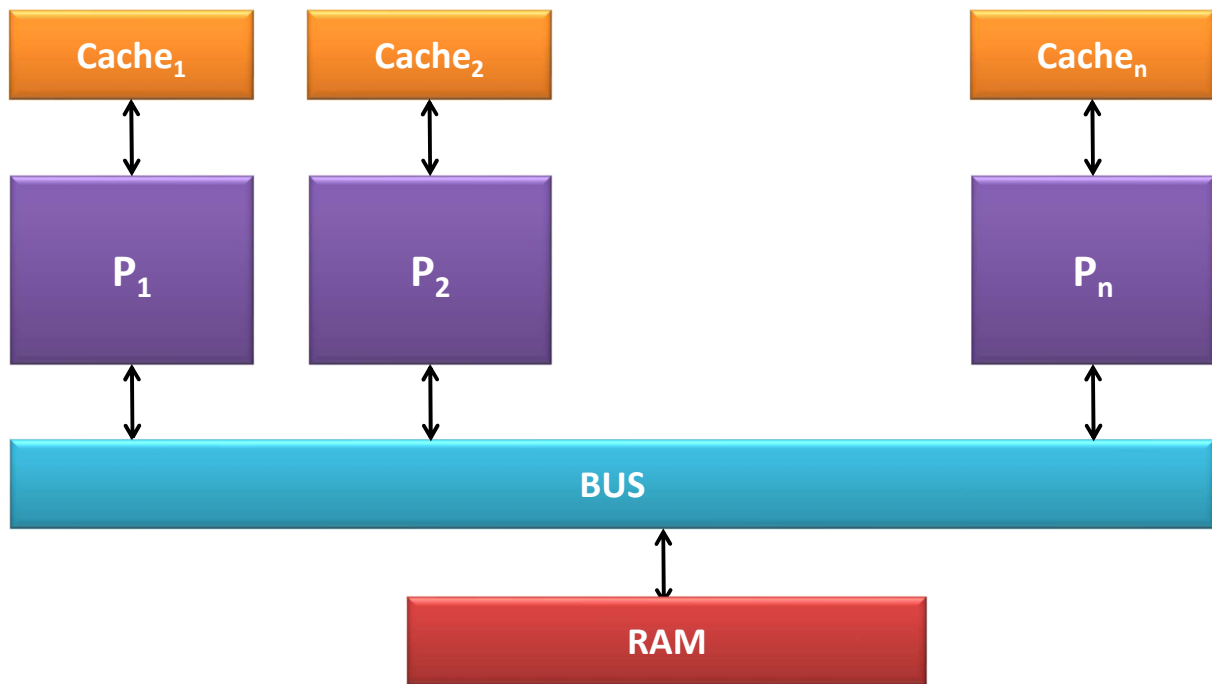 Cache₁ Cache₂ Cacheₙ
P₁ P₂ Pₙ
BUS
RAM